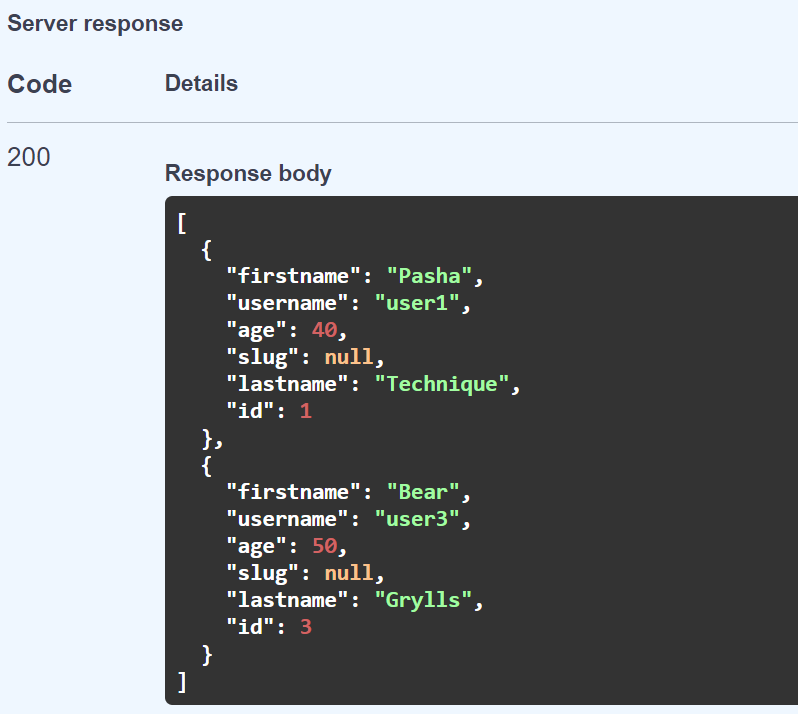 Server response
Code Details
200
Response body
[
  {
    "firstname": "Pasha",
    "username": "user1",
    "age": 40,
    "slug": null,
    "lastname": "Technique",
    "id": 1
  },
  {
    "firstname": "Bear",
    "username": "user3",
    "age": 50,
    "slug": null,
    "lastname": "Grylls",
    "id": 3
  }
]